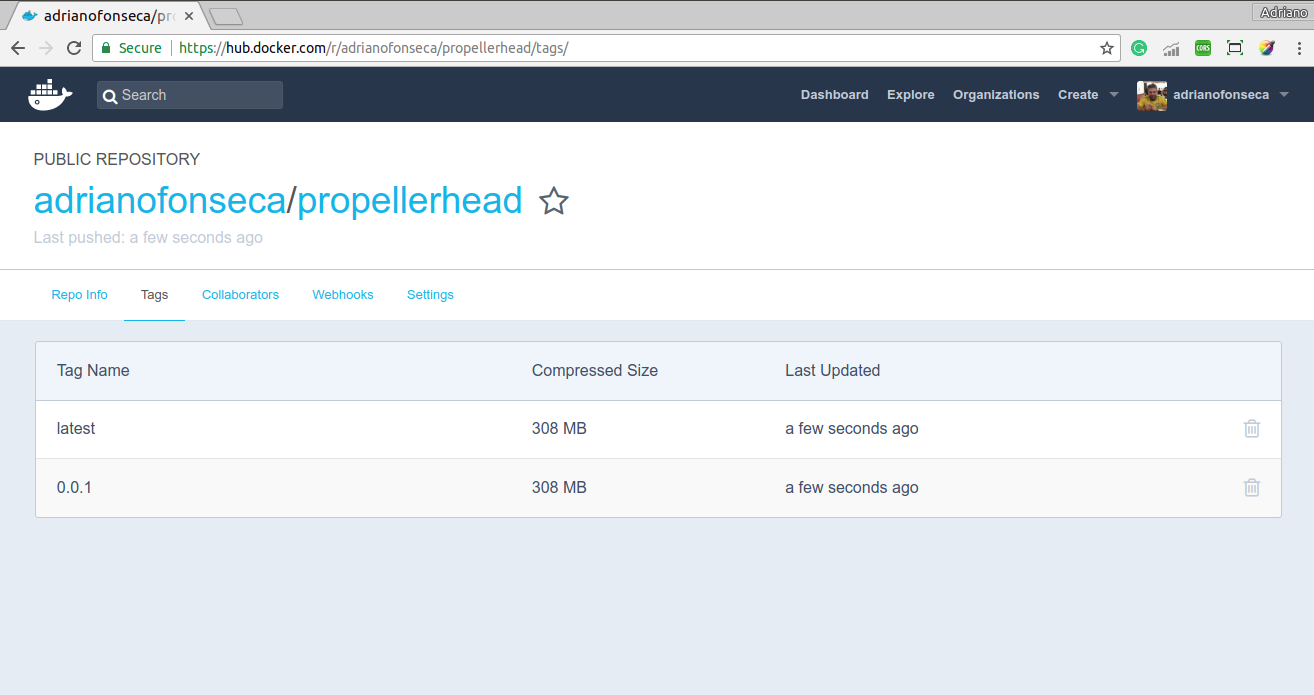 adrianofonseca/pr
Adriano
Secure https://hub.docker.com/r/adrianofonseca/propellerhead/tags/
CORS
Search Dashboard Explore Organizations Create adrianofonseca
PUBLIC REPOSITORY
adrianofonseca/propellerhead
Last pushed: a few seconds ago
Repo Info Tags Collaborators Webhooks Settings
Tag Name Compressed Size Last Updated
latest 308 MB a few seconds ago
0.0.1 308 MB a few seconds ago